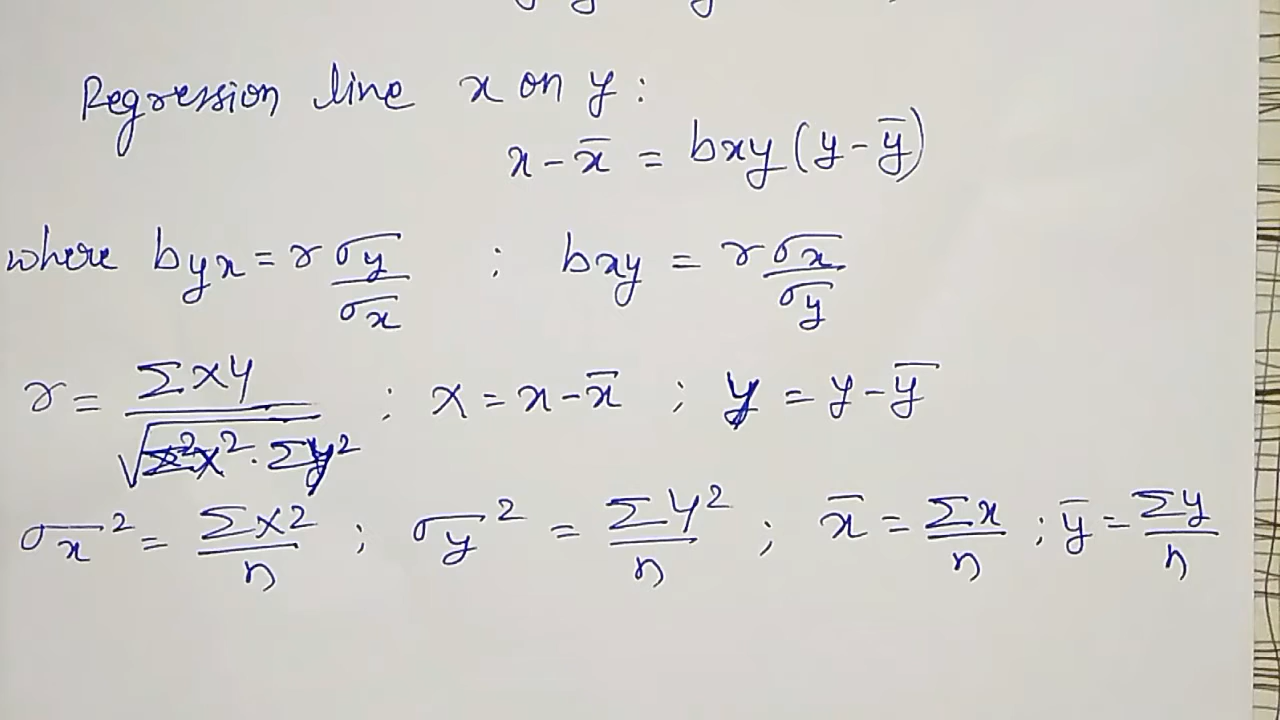 Regression line x on y :
x - x̄ = bxy (y - ȳ)
where byx = r σy/σx ; bxy = r σx/σy
r = ΣXY/√ΣX² · ΣY² ; X = x - x̄ ; Y = y - ȳ
σx² = ΣX²/n ; σy² = ΣY²/n ; x̄ = Σx/n ; ȳ = Σy/n